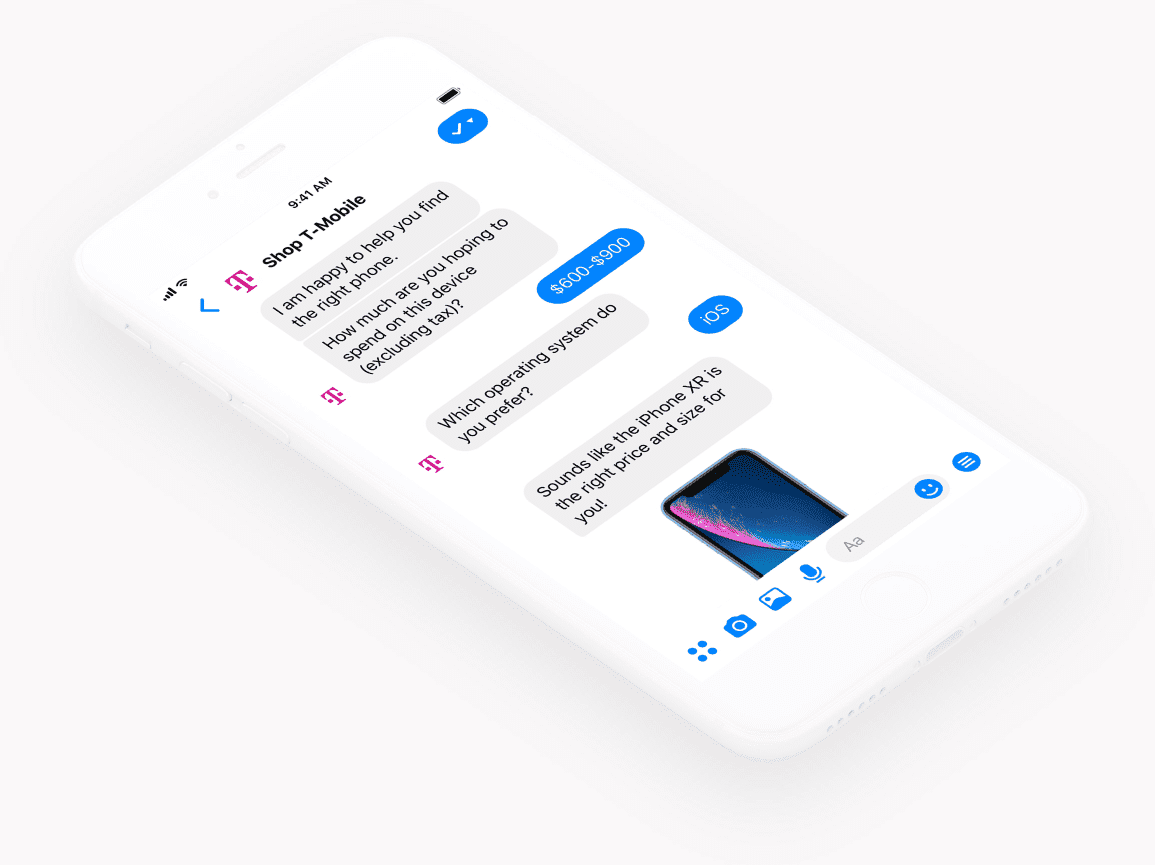 9:41 AM
Shop T-Mobile
I am happy to help you find
the right phone.
How much are you hoping to
spend on this device
(excluding tax)?
$600-$900
Which operating system do
you prefer?
iOS
Sounds like the iPhone XR is
the right price and size for
you!
Aa